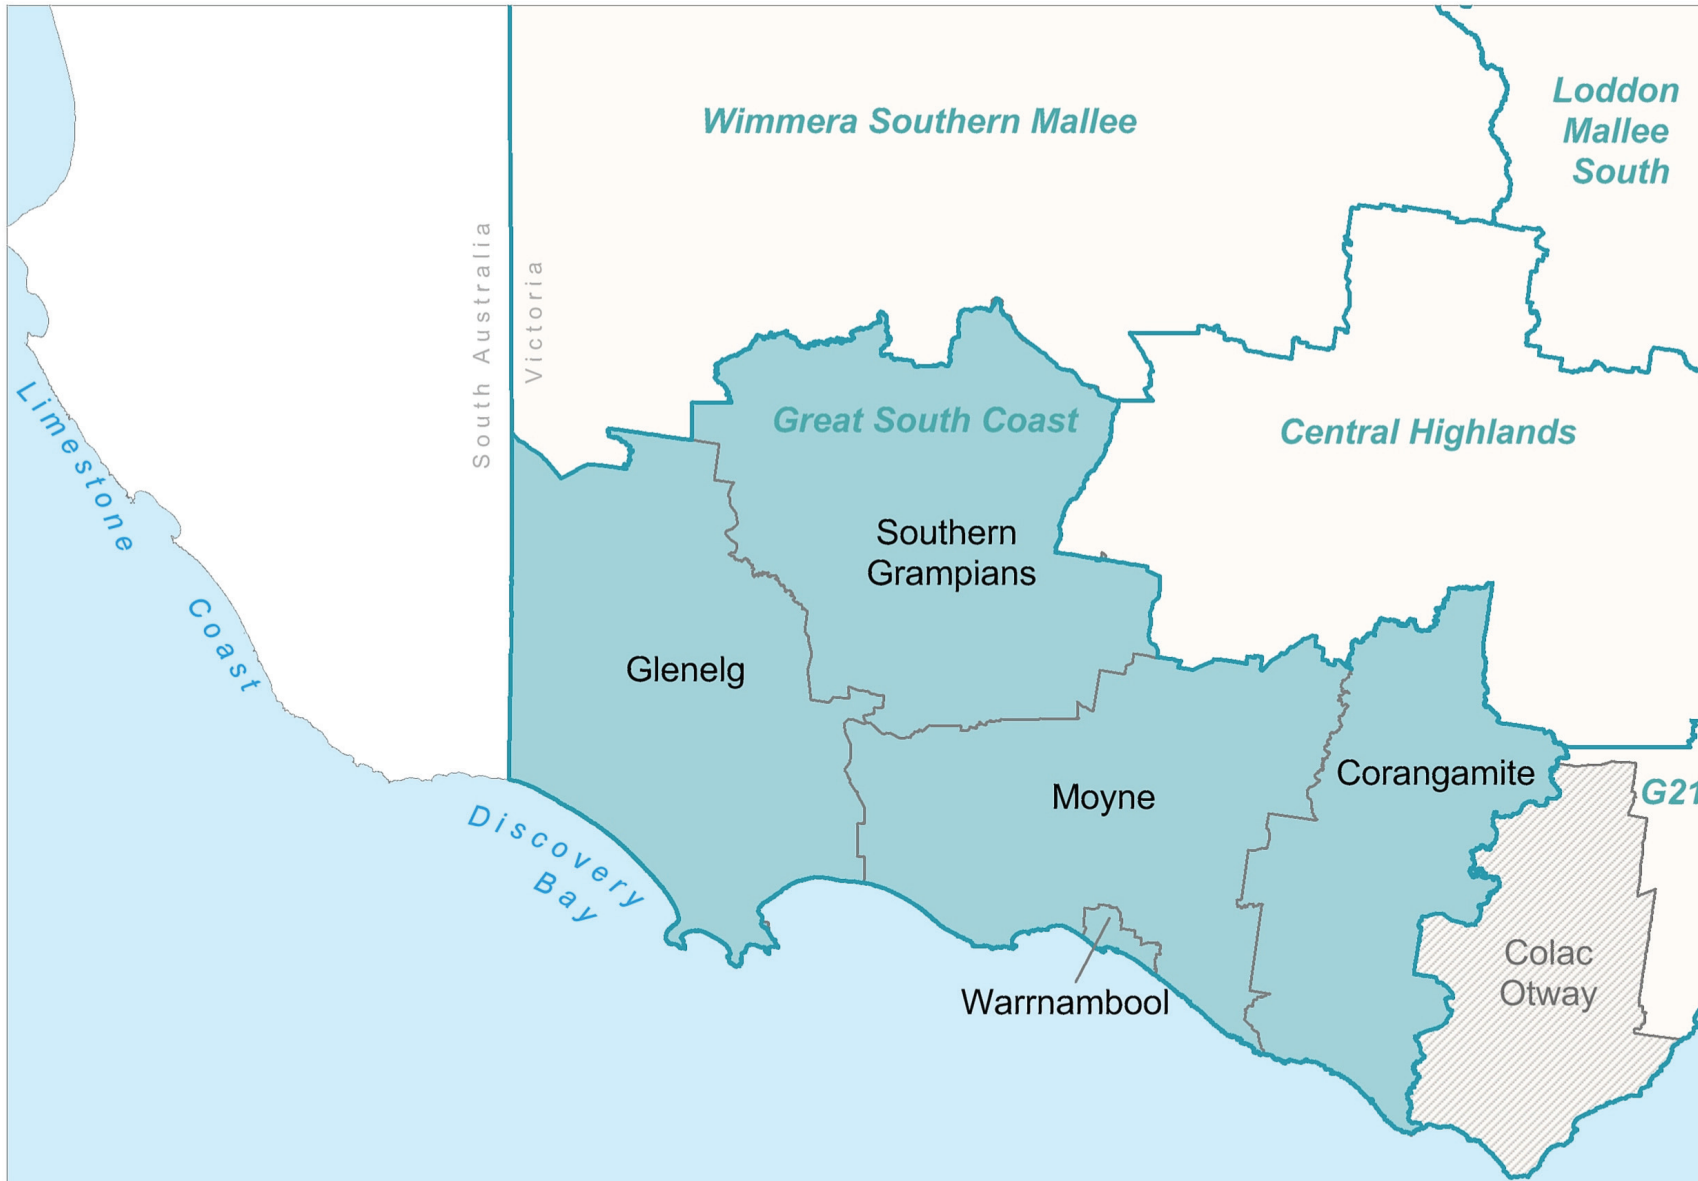 Wimmera Southern Mallee
Loddon
Mallee
South
South Australia
Victoria
Limestone
Coast
Great South Coast
Central Highlands
Southern
Grampians
Glenelg
Moyne
Corangamite
G21
Discovery
Bay
Warrnambool
Colac
Otway